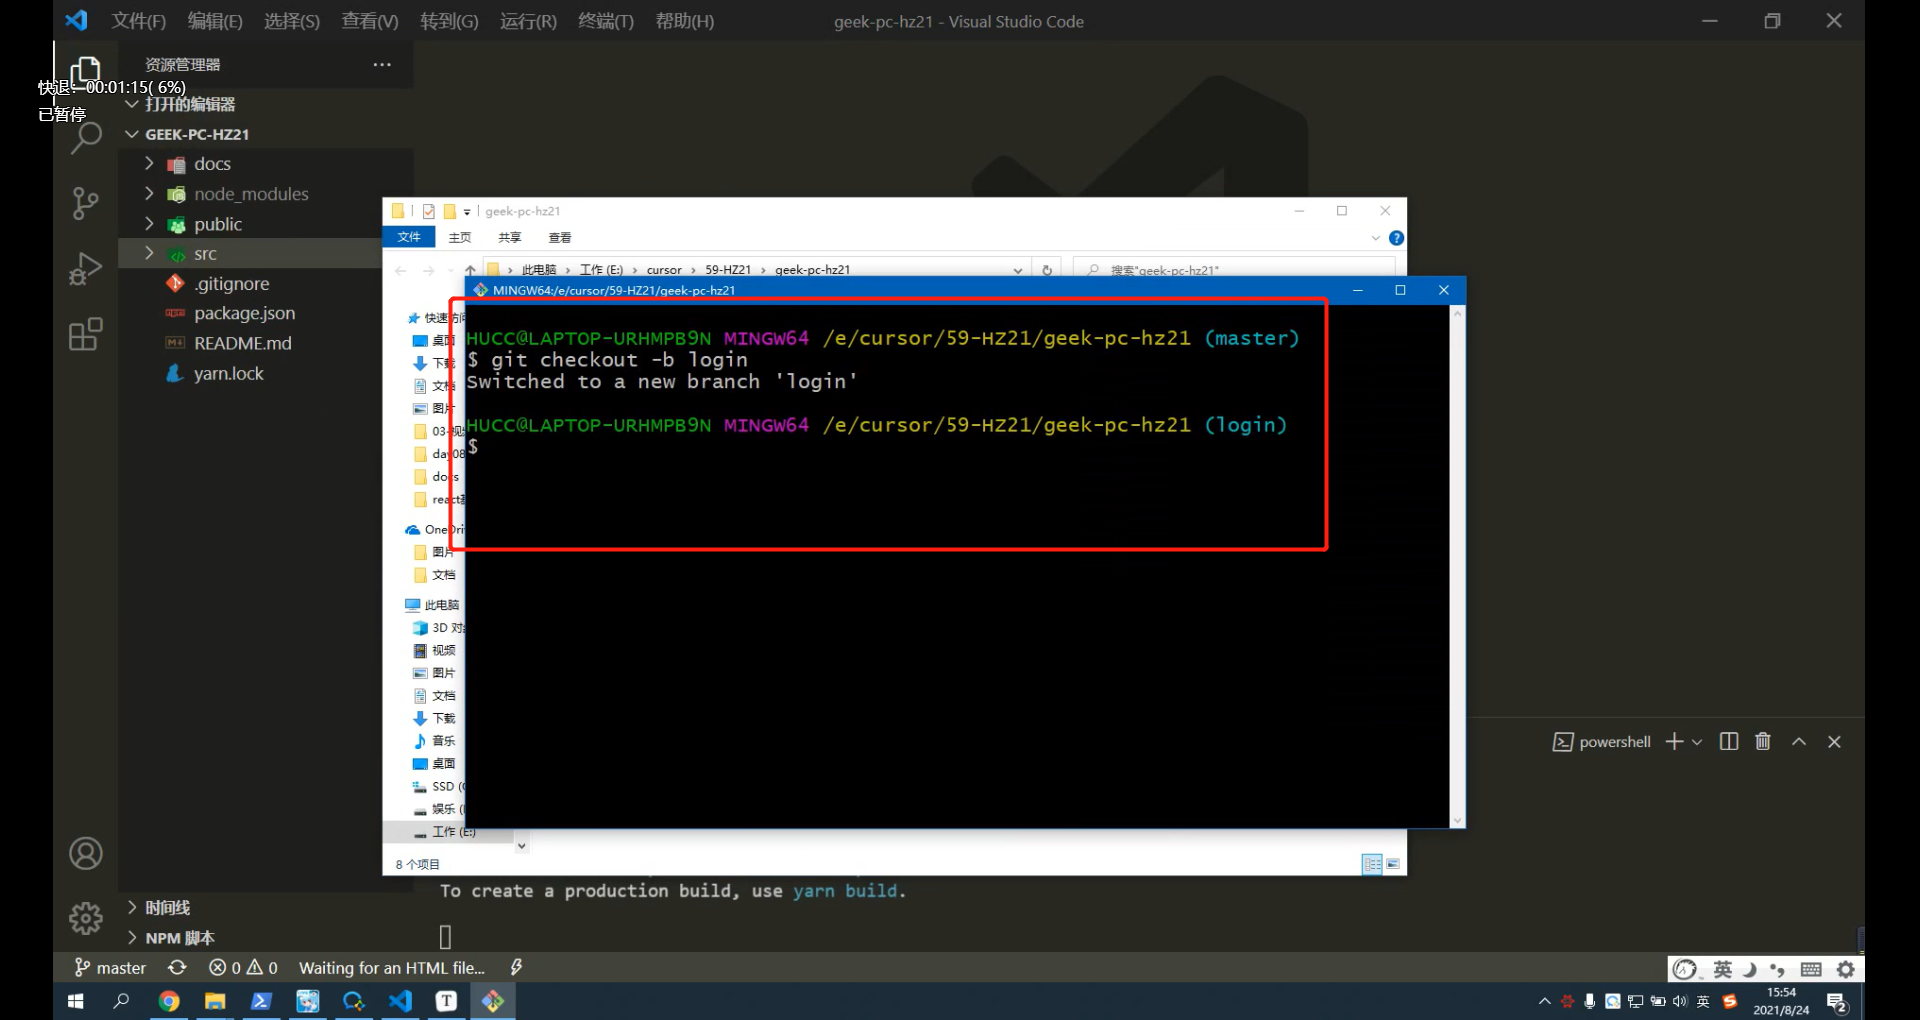 文件(F) 编辑(E) 选择(S) 查看(V) 转到(G) 运行(R) 终端(T) 帮助(H) geek-pc-hz21 - Visual Studio Code
资源管理器
快退: 00:01:15( 6%)
已暂停
打开的编辑器
GEEK-PC-HZ21
docs
node_modules
public
src
.gitignore
package.json
README.md
yarn.lock
geek-pc-hz21
文件 主页 共享 查看
此电脑 工作 (E:) cursor 59-HZ21 geek-pc-hz21 搜索"geek-pc-hz21"
MINGW64:/e/cursor/59-HZ21/geek-pc-hz21
HUCC@LAPTOP-URHMPB9N MINGW64 /e/cursor/59-HZ21/geek-pc-hz21 (master)
$ git checkout -b login
Switched to a new branch 'login'
HUCC@LAPTOP-URHMPB9N MINGW64 /e/cursor/59-HZ21/geek-pc-hz21 (login)
$
快速访问
桌面
下载
文档
图片
03-视
day08
docs
react
OneDri
图片
文档
此电脑
3D 对
视频
图片
文档
下载
音乐
桌面
SSD (
娱乐 (
工作 (E:)
8 个项目
powershell
To create a production build, use yarn build.
时间线
NPM 脚本
master 0 0 Waiting for an HTML file...
英
英
15:54
2021/8/24
2